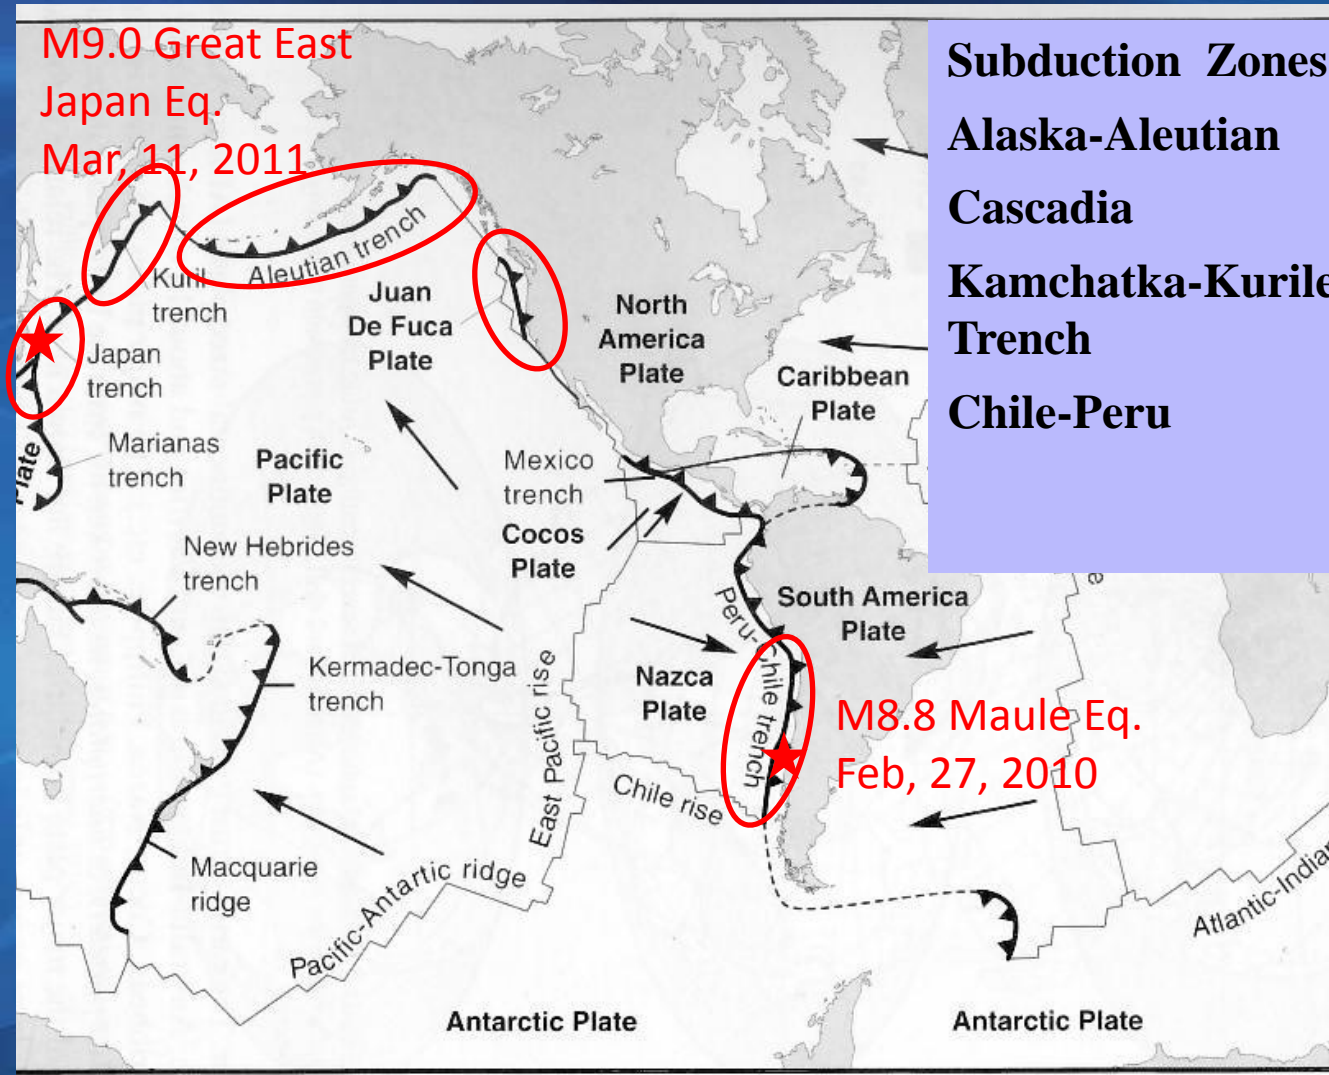 M9.0 Great East
Japan Eq.
Mar, 11, 2011
Subduction Zones
Alaska-Aleutian
Cascadia
Kamchatka-Kurile
Trench
Chile-Peru
Aleutian trench
Kuril
trench
Juan
De Fuca
Plate
North
America
Plate
Japan
trench
Caribbean
Plate
Marianas
trench
Pacific
Plate
Mexico
trench
Cocos
Plate
New Hebrides
trench
South America
Plate
Peru-Chile trench
Kermadec-Tonga
trench
Nazca
Plate
East Pacific rise
M8.8 Maule Eq.
Feb, 27, 2010
Chile rise
Macquarie
ridge
Pacific-Antartic ridge
Antarctic Plate
Antarctic Plate